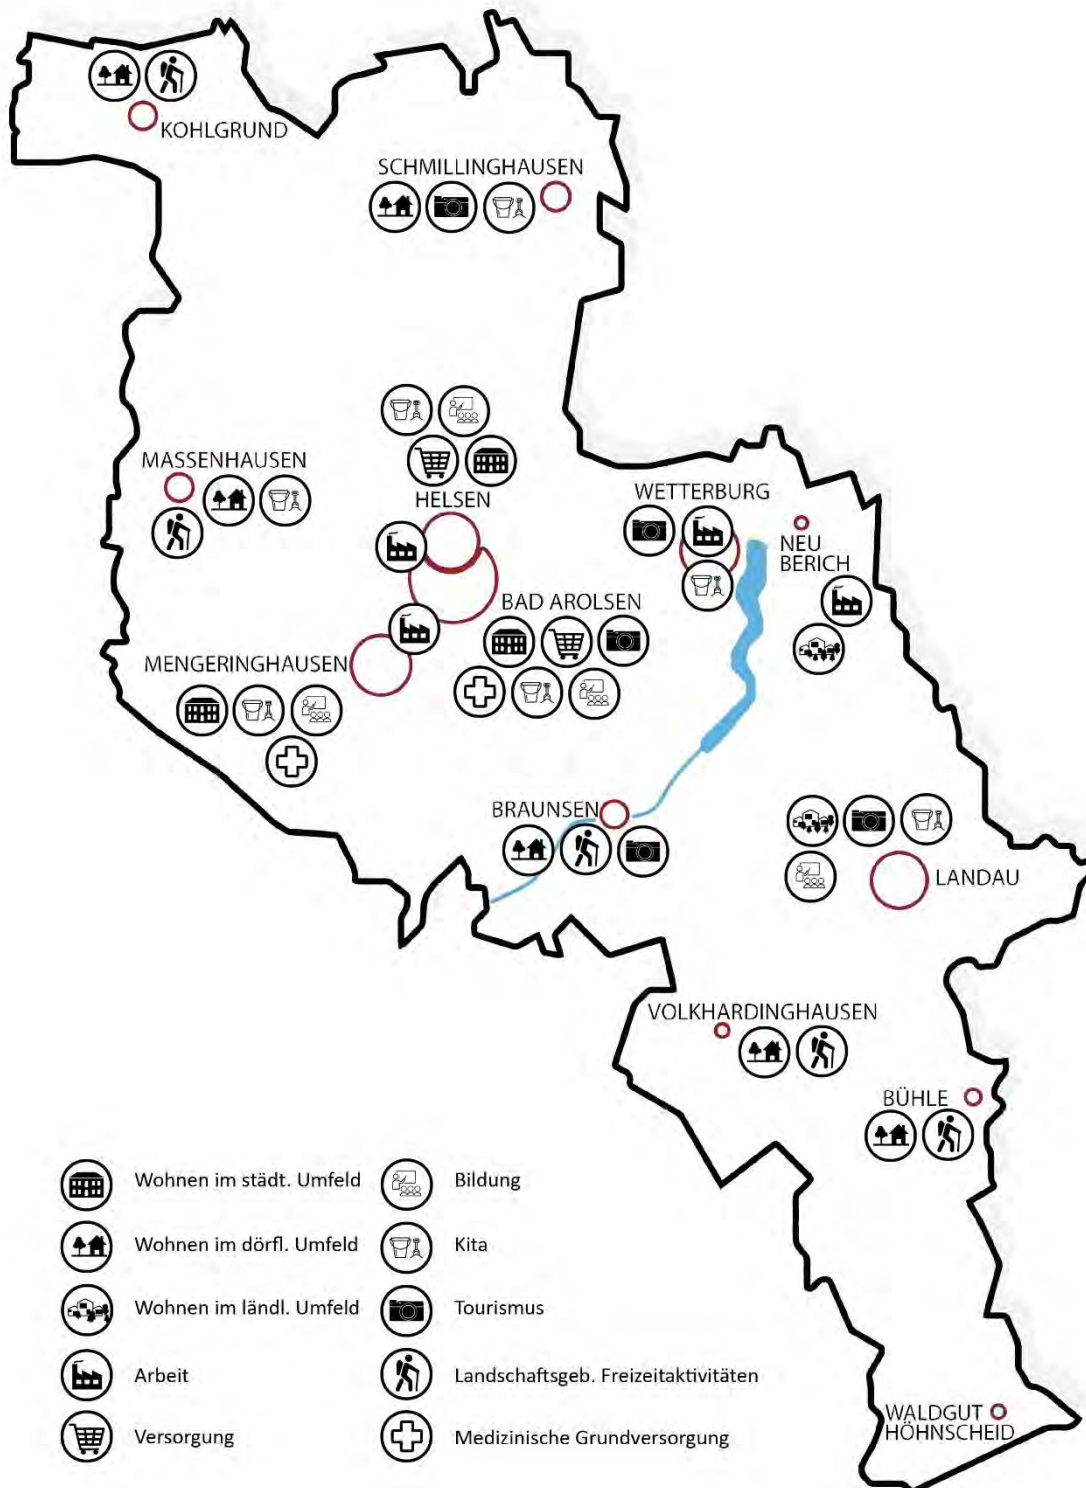 KOHLGRUND
SCHMILLINGHAUSEN
MASSENHAUSEN
HELSEN
WETTERBURG
NEU
BERICH
BAD AROLSEN
MENGERINGHAUSEN
BRAUNSEN
LANDAU
VOLKHARDINGHAUSEN
BÜHLE
WALDGUT
HÖHNSCHEID
Wohnen im städt. Umfeld
Wohnen im dörfl. Umfeld
Wohnen im ländl. Umfeld
Arbeit
Versorgung
Bildung
Kita
Tourismus
Landschaftsgeb. Freizeitaktivitäten
Medizinische Grundversorgung